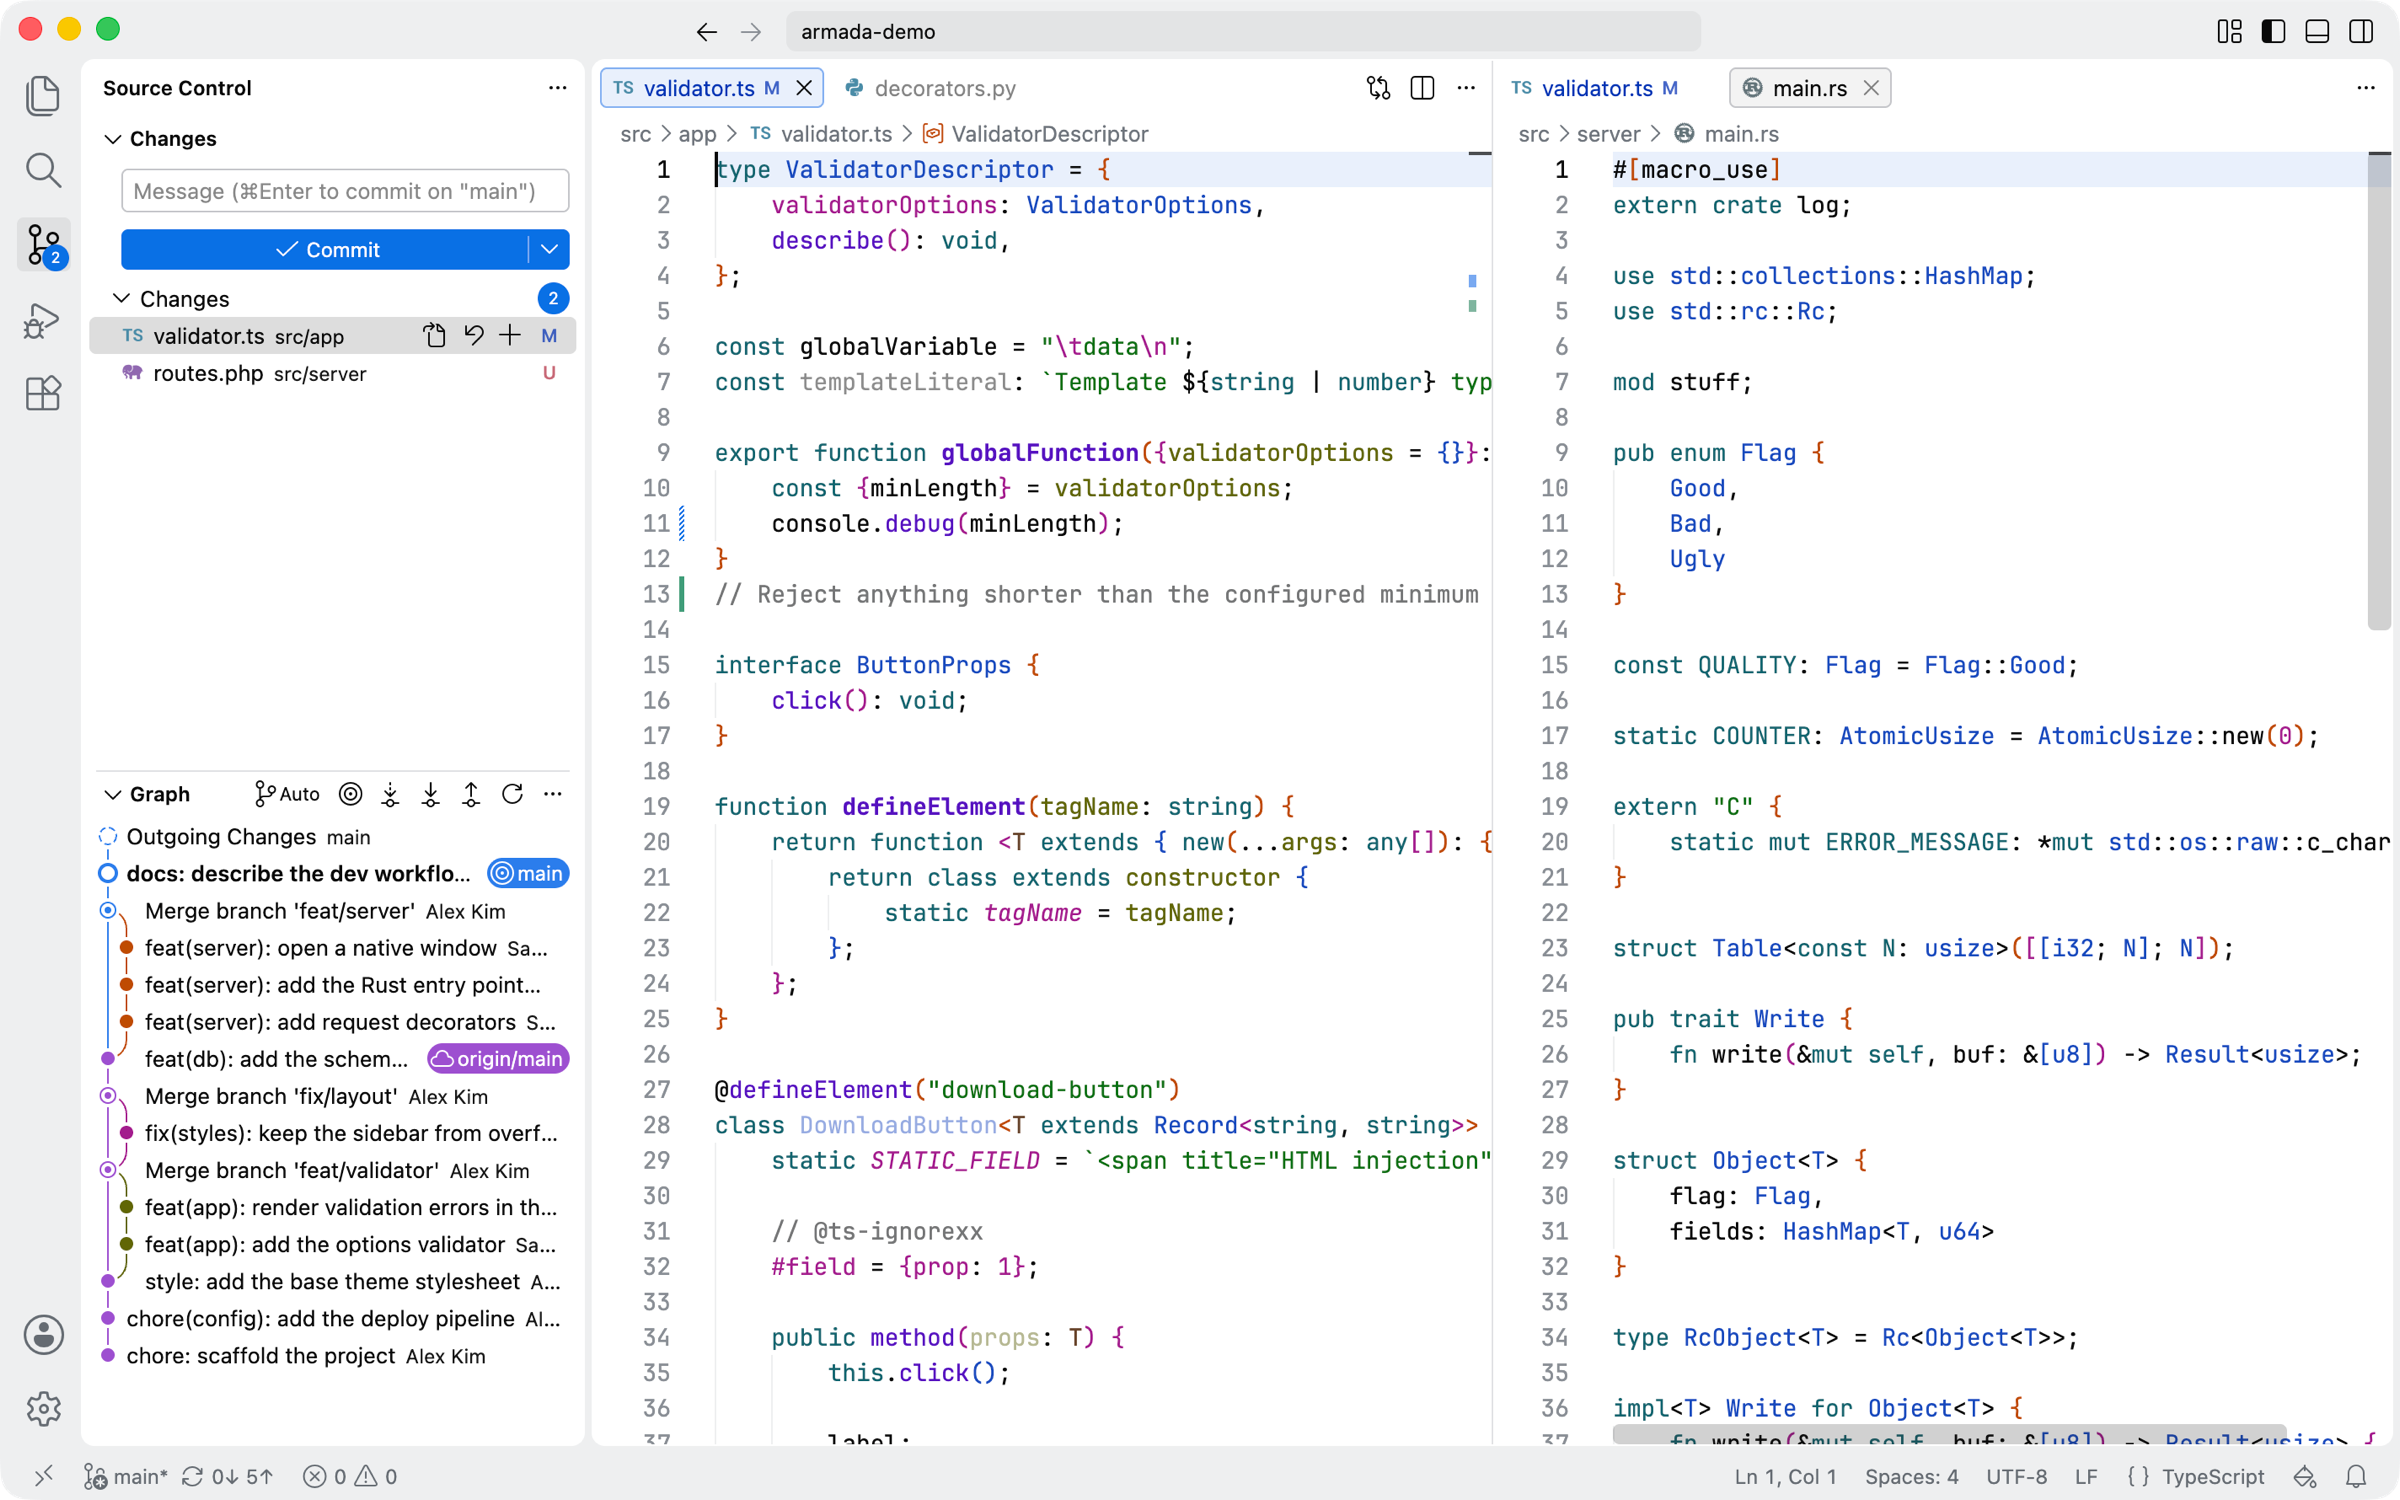 armada-demo
Source Control
Changes
Message (⌘Enter to commit on "main")
Commit
Changes 2
TS validator.ts src/app M
routes.php src/server U
2
Graph Auto
Outgoing Changes main
docs: describe the dev workflo... main
Merge branch 'feat/server' Alex Kim
feat(server): open a native window Sa...
feat(server): add the Rust entry point...
feat(server): add request decorators S...
feat(db): add the schem... origin/main
Merge branch 'fix/layout' Alex Kim
fix(styles): keep the sidebar from overf...
Merge branch 'feat/validator' Alex Kim
feat(app): render validation errors in th...
feat(app): add the options validator Sa...
style: add the base theme stylesheet A...
chore(config): add the deploy pipeline Al...
chore: scaffold the project Alex Kim
TS validator.ts M decorators.py
src > app > TS validator.ts > ValidatorDescriptor
1 type ValidatorDescriptor = {
2 validatorOptions: ValidatorOptions,
3 describe(): void,
4 };
5
6 const globalVariable = "\tdata\n";
7 const templateLiteral: `Template ${string | number} typ
8
9 export function globalFunction({validatorOptions = {}}:
10 const {minLength} = validatorOptions;
11 console.debug(minLength);
12 }
13 // Reject anything shorter than the configured minimum
14
15 interface ButtonProps {
16 click(): void;
17 }
18
19 function defineElement(tagName: string) {
20 return function <T extends { new(...args: any[]): {
21 return class extends constructor {
22 static tagName = tagName;
23 };
24 };
25 }
26
27 @defineElement("download-button")
28 class DownloadButton<T extends Record<string, string>>
29 static STATIC_FIELD = `<span title="HTML injection"
30
31 // @ts-ignorexx
32 #field = {prop: 1};
33
34 public method(props: T) {
35 this.click();
36
37 label:
TS validator.ts M main.rs
src > server > main.rs
1 #[macro_use]
2 extern crate log;
3
4 use std::collections::HashMap;
5 use std::rc::Rc;
6
7 mod stuff;
8
9 pub enum Flag {
10 Good,
11 Bad,
12 Ugly
13 }
14
15 const QUALITY: Flag = Flag::Good;
16
17 static COUNTER: AtomicUsize = AtomicUsize::new(0);
18
19 extern "C" {
20 static mut ERROR_MESSAGE: *mut std::os::raw::c_char
21 }
22
23 struct Table<const N: usize>([[i32; N]; N]);
24
25 pub trait Write {
26 fn write(&mut self, buf: &[u8]) -> Result<usize>;
27 }
28
29 struct Object<T> {
30 flag: Flag,
31 fields: HashMap<T, u64>
32 }
33
34 type RcObject<T> = Rc<Object<T>>;
35
36 impl<T> Write for Object<T> {
37 fn write(&mut self, buf: &[u8]) -> Result<usize> {
main* 0↓ 5↑ 0 0
Ln 1, Col 1 Spaces: 4 UTF-8 LF { } TypeScript